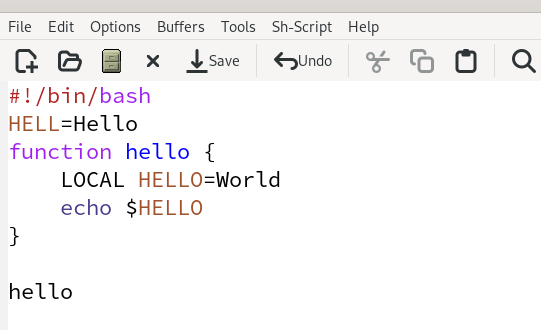 File Edit Options Buffers Tools Sh-Script Help
Save Undo
#!/bin/bash
HELL=Hello
function hello {
    LOCAL HELLO=World
    echo $HELLO
}
hello